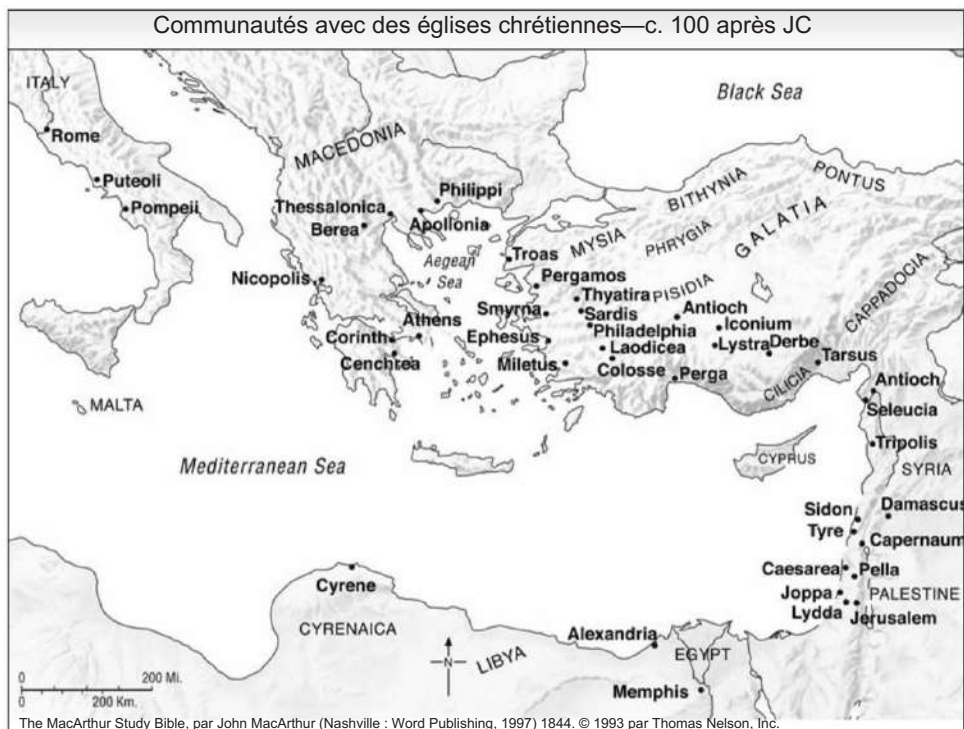 Communautés avec des églises chrétiennes—c. 100 après JC
ITALY
Black Sea
Rome
MACEDONIA
PONTUS
Puteoli
BITHYNIA
Philippi
Pompeii
Thessalonica
GALATIA
Apollonia
Berea
MYSIA
PHRYGIA
Troas
Aegean
Sea
Nicopolis
Pergamos
CAPPADOCIA
Thyatira
PISIDIA
Smyrna
Sardis
Antioch
Athens
Philadelphia
Iconium
Corinth
Ephesus
Lystra
Derbe
Laodicea
Tarsus
Cenchrea
Miletus
Colosse
Perga
CILICIA
Antioch
MALTA
Seleucia
Tripolis
Mediterranean Sea
CYPRUS
SYRIA
Sidon
Damascus
Tyre
Capernaum
Caesarea
Pella
Cyrene
Joppa
PALESTINE
Lydda
Jerusalem
CYRENAICA
Alexandria
N
LIBYA
EGYPT
0 200 Mi.
0 200 Km.
Memphis
The MacArthur Study Bible, par John MacArthur (Nashville : Word Publishing, 1997) 1844. © 1993 par Thomas Nelson, Inc.